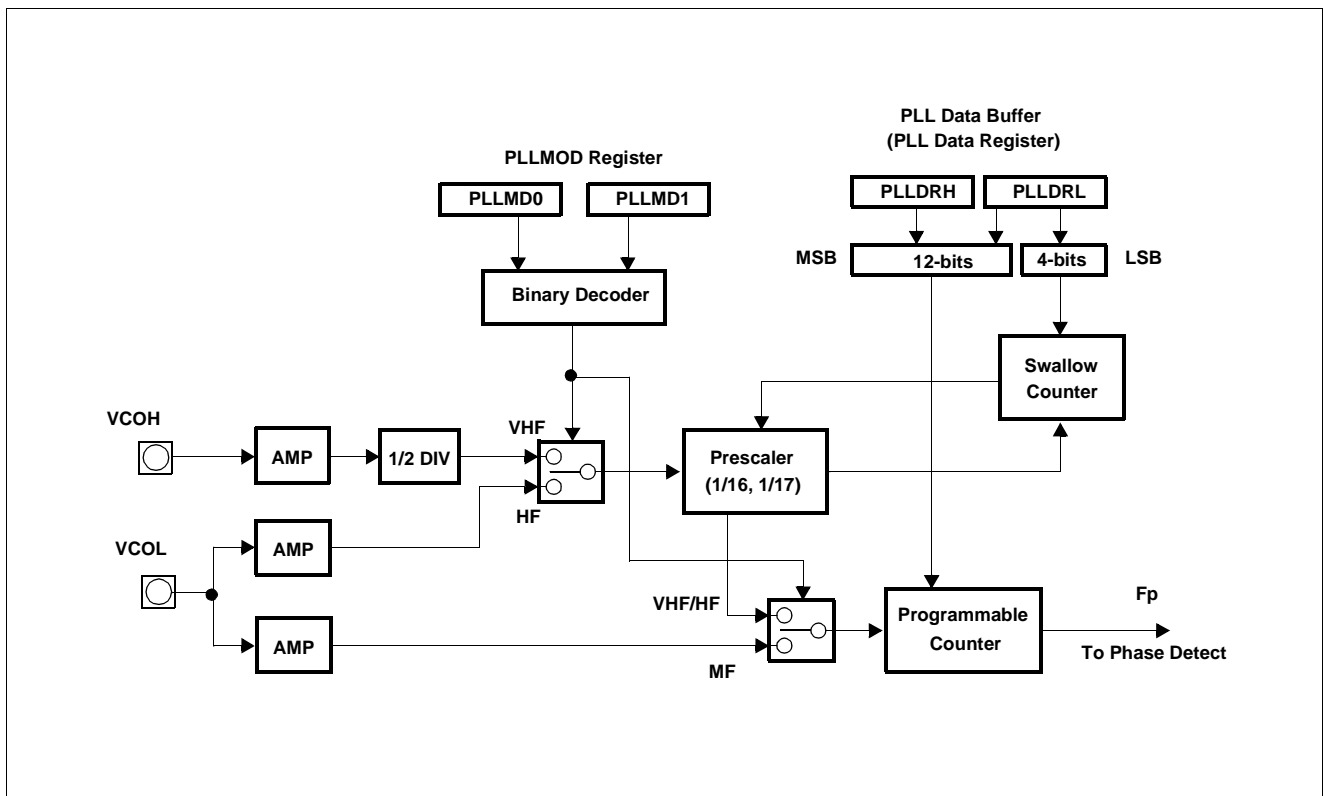 PLL Data Buffer
(PLL Data Register)
PLLMOD Register
PLLMD0
PLLMD1
PLLDRH
PLLDRL
MSB
12-bits
4-bits
LSB
Binary Decoder
Swallow
Counter
VCOH
AMP
1/2 DIV
VHF
HF
Prescaler
(1/16, 1/17)
VCOL
AMP
AMP
VHF/HF
MF
Programmable
Counter
Fp
To Phase Detect